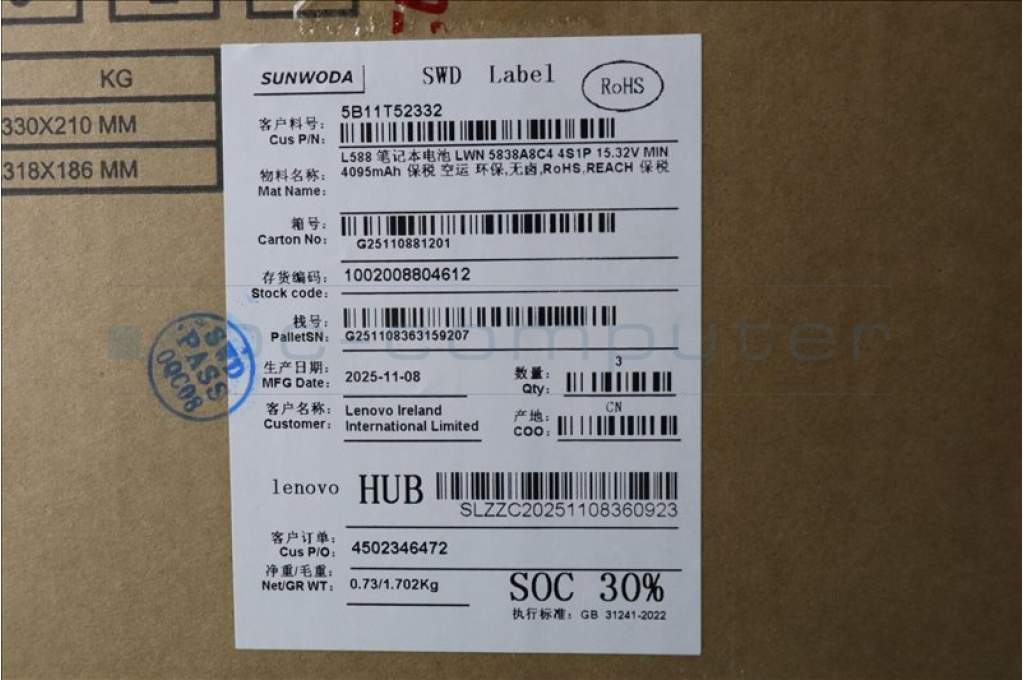 KG
330X210 MM
318X186 MM
SUNWODA
SWD Label
RoHS
客户料号:
Cus P/N:
5B11T52332
物料名称:
Mat Name:
L588 笔记本电池 LWN 5838A8C4 4S1P 15.32V MIN
4095mAh 保税 空运 环保,无卤,RoHS,REACH 保税
箱号:
Carton No:
G25110881201
存货编码:
Stock code:
1002008804612
栈号:
PalletSN:
G251108363159207
生产日期:
MFG Date:
2025-11-08
数量:
Qty:
3
客户名称:
Customer:
Lenovo Ireland
International Limited
产地:
COO:
CN
lenovo HUB
SLZZC20251108360923
客户订单:
Cus P/O:
4502346472
净重/毛重:
Net/GR WT:
0.73/1.702Kg
SOC 30%
执行标准: GB 31241-2022
SWD
PASS
OQC08
pc-computer